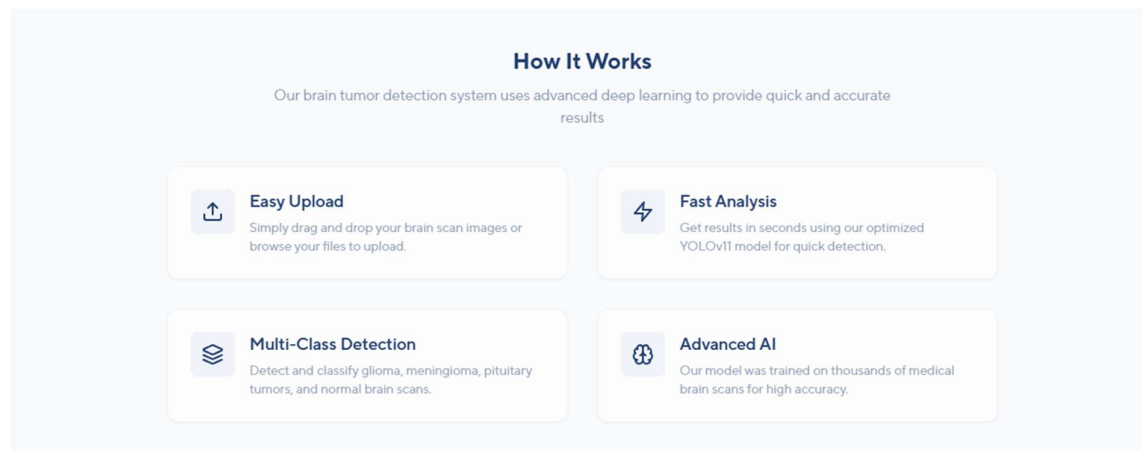 How It Works
Our brain tumor detection system uses advanced deep learning to provide quick and accurate
results
Easy Upload
Simply drag and drop your brain scan images or
browse your files to upload.
Fast Analysis
Get results in seconds using our optimized
YOLOv11 model for quick detection.
Multi-Class Detection
Detect and classify glioma, meningioma, pituitary
tumors, and normal brain scans.
Advanced AI
Our model was trained on thousands of medical
brain scans for high accuracy.